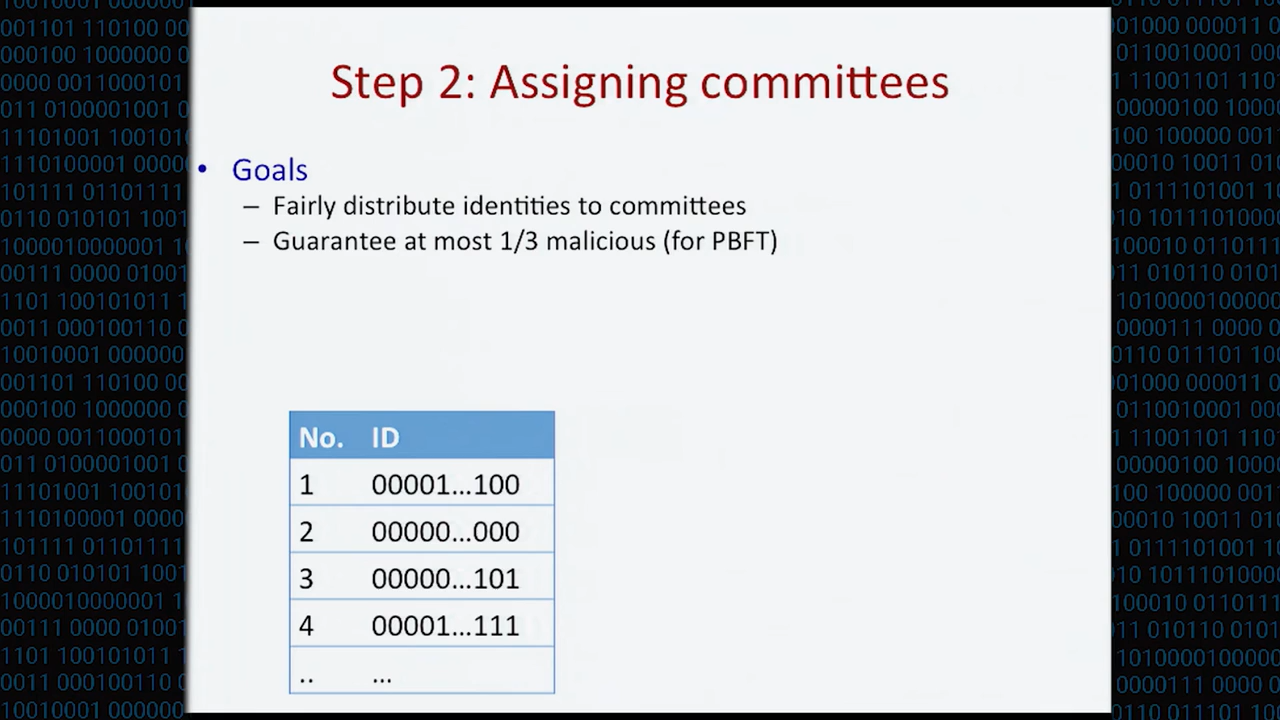 Step 2: Assigning committees
• Goals
– Fairly distribute identities to committees
– Guarantee at most 1/3 malicious (for PBFT)
No. ID
1 00001...100
2 00000...000
3 00000...101
4 00001...111
.. ...